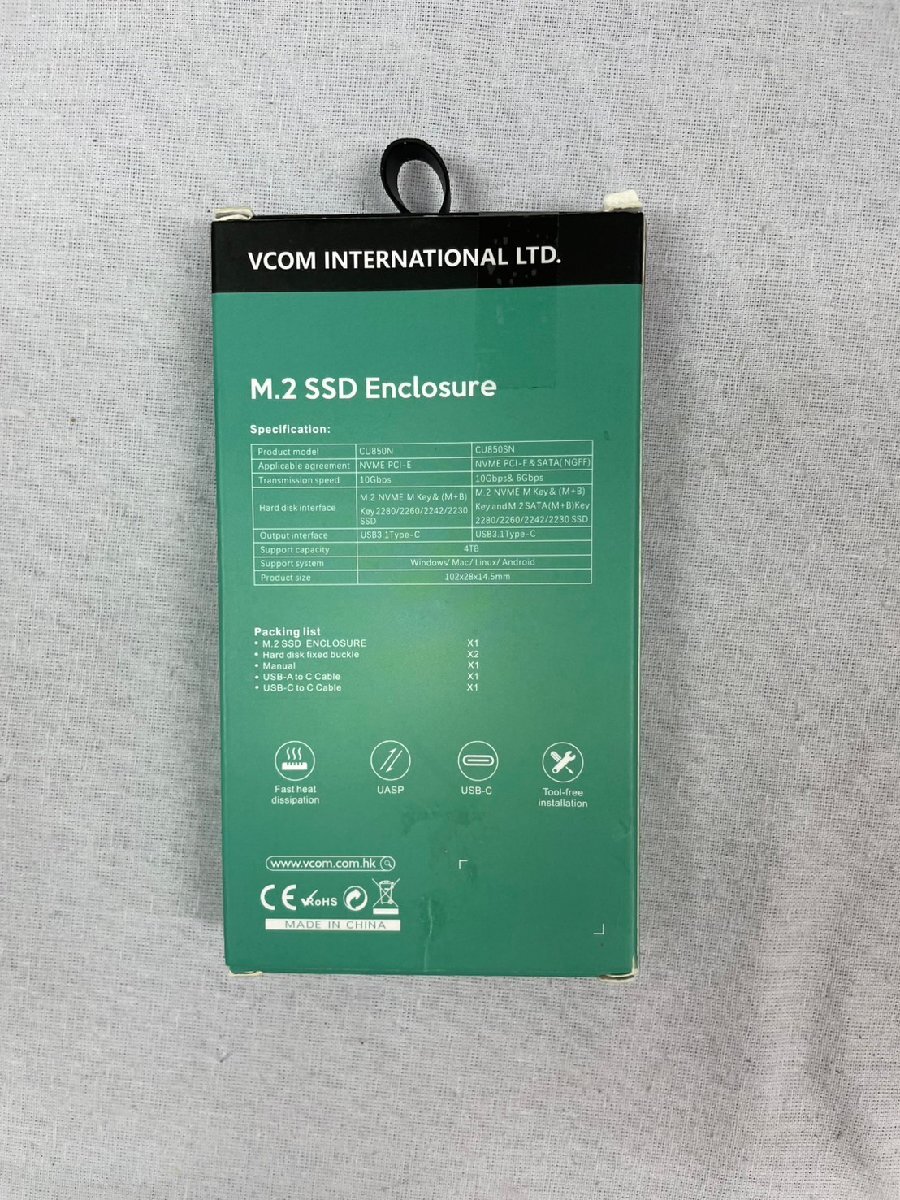 VCOM INTERNATIONAL LTD.
M.2 SSD Enclosure
Specification:
Product model CU850N CU850SN
Applicable agreement NVME PCI-E NVME PCI-E & SATA( NGFF)
Transmission speed 10Gbps 10Gbps& 6Gbps
Hard disk interface
M.2 NVME M Key & (M+B)
Key 2280/2260/2242/2230
SSD
M.2 NVME M Key & (M+B)
Key and M.2 SATA(M+B)Key
2280/2260/2242/2230 SSD
Output interface USB3.1Type-C USB3.1Type-C
Support capacity 4TB
Support system Windows/ Mac/ Linux/ Android
Product size 102x28x14.5mm
Packing list
• M.2 SSD ENCLOSURE X1
• Hard disk fixed buckle X2
• Manual X1
• USB-A to C Cable X1
• USB-C to C Cable X1
Fast heat
dissipation
UASP
USB-C
Tool-free
installation
www.vcom.com.hk
CE RoHS
MADE IN CHINA